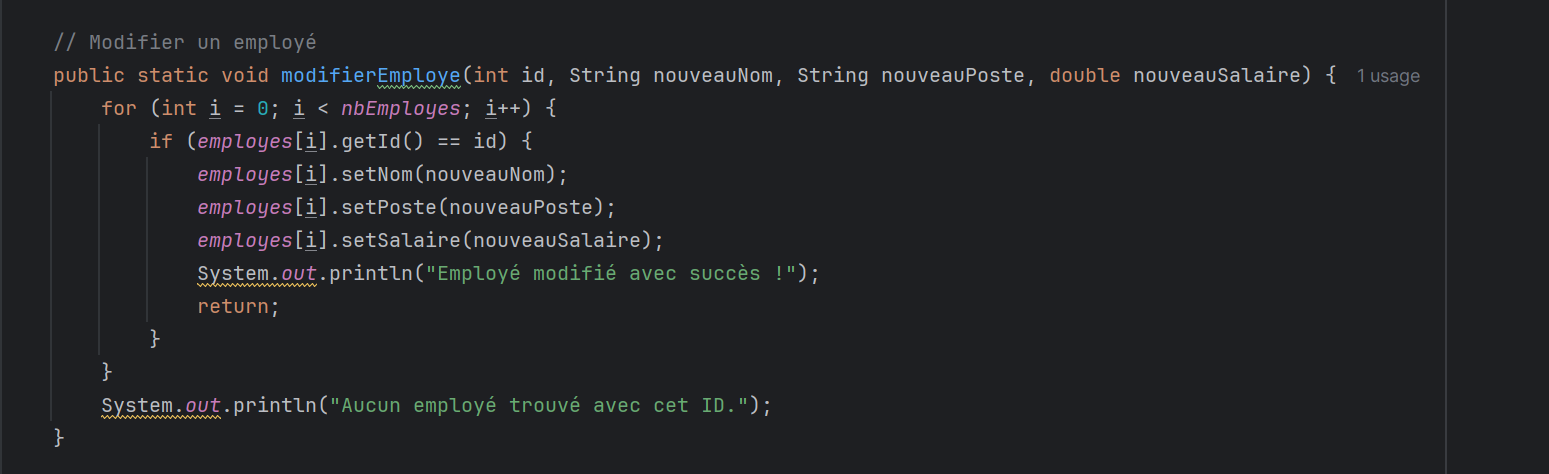 // Modifier un employé
public static void modifierEmploye(int id, String nouveauNom, String nouveauPoste, double nouveauSalaire) { 1 usage
for (int i = 0; i < nbEmployes; i++) {
if (employes[i].getId() == id) {
employes[i].setNom(nouveauNom);
employes[i].setPoste(nouveauPoste);
employes[i].setSalaire(nouveauSalaire);
System.out.println("Employé modifié avec succès !");
return;
}
}
System.out.println("Aucun employé trouvé avec cet ID.");
}